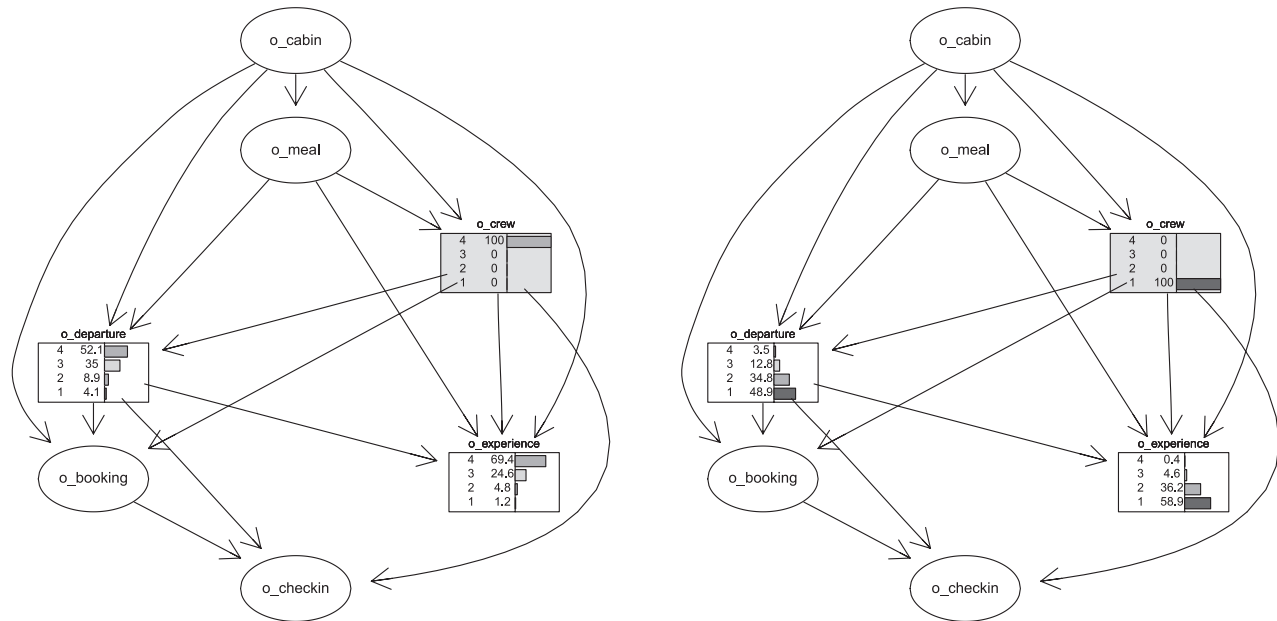 o_cabin
o_meal
o_crew
4 100
3 0
2 0
1 0
o_departure
4 52.1
3 35
2 8.9
1 4.1
o_experience
4 69.4
3 24.6
2 4.8
1 1.2
o_booking
o_checkin
o_cabin
o_meal
o_crew
4 0
3 0
2 0
1 100
o_departure
4 3.5
3 12.8
2 34.8
1 48.9
o_experience
4 0.4
3 4.6
2 36.2
1 58.9
o_booking
o_checkin